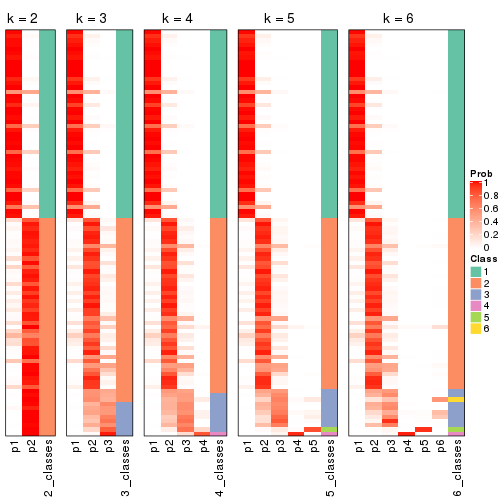 k = 2
k = 3
k = 4
k = 5
k = 6
p1
p2
2_classes
p1
p2
p3
3_classes
p1
p2
p3
p4
4_classes
p1
p2
p3
p4
p5
5_classes
p1
p2
p3
p4
p5
p6
6_classes
Prob
1
0.8
0.6
0.4
0.2
0
Class
1
2
3
4
5
6